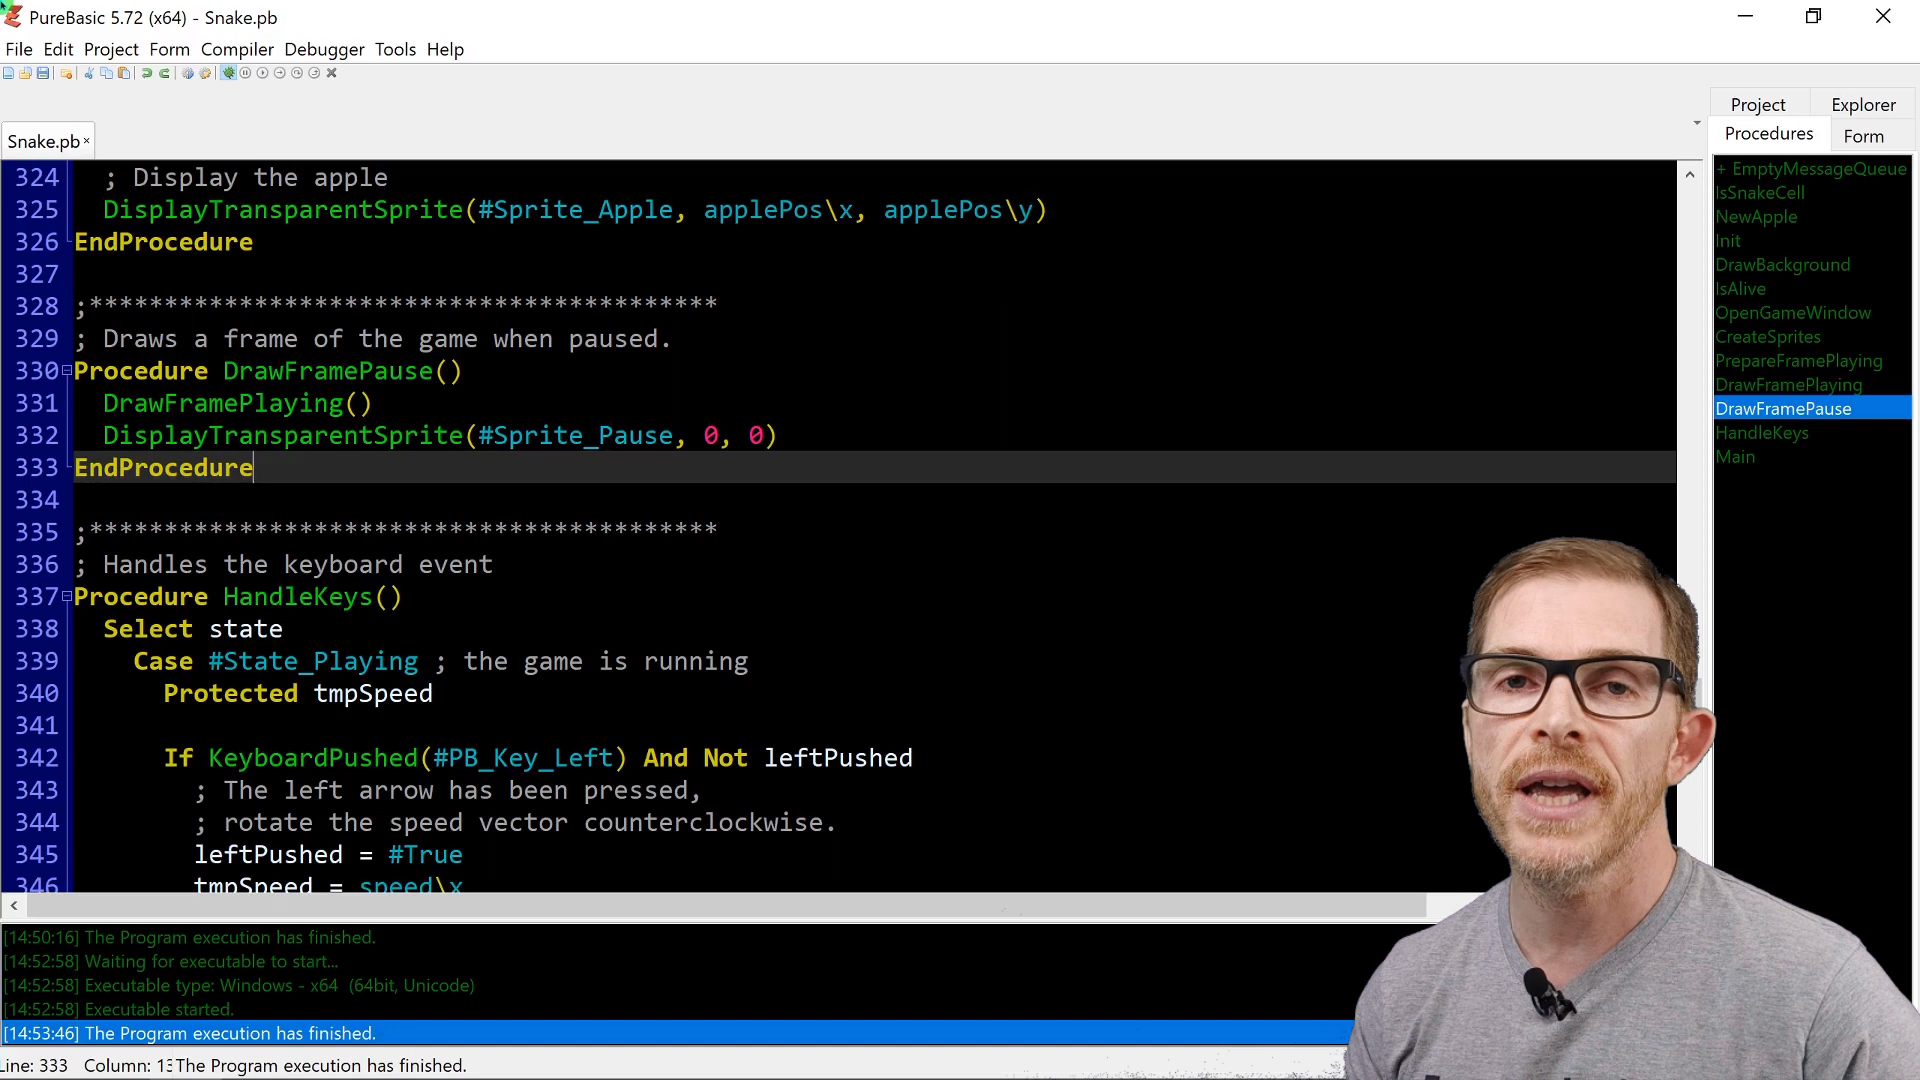 PureBasic 5.72 (x64) - Snake.pb
File Edit Project Form Compiler Debugger Tools Help
Project Explorer
Procedures Form
Snake.pb
324 ; Display the apple
325 DisplayTransparentSprite(#Sprite_Apple, applePos\x, applePos\y)
326 EndProcedure
327
328 ;******************************************
329 ; Draws a frame of the game when paused.
330 Procedure DrawFramePause()
331 DrawFramePlaying()
332 DisplayTransparentSprite(#Sprite_Pause, 0, 0)
333 EndProcedure
334
335 ;******************************************
336 ; Handles the keyboard event
337 Procedure HandleKeys()
338 Select state
339 Case #State_Playing ; the game is running
340 Protected tmpSpeed
341
342 If KeyboardPushed(#PB_Key_Left) And Not leftPushed
343 ; The left arrow has been pressed,
344 ; rotate the speed vector counterclockwise.
345 leftPushed = #True
346 tmpSpeed = speed\x
+ EmptyMessageQueue
IsSnakeCell
NewApple
Init
DrawBackground
IsAlive
OpenGameWindow
CreateSprites
PrepareFramePlaying
DrawFramePlaying
DrawFramePause
HandleKeys
Main
[14:50:16] The Program execution has finished.
[14:52:58] Waiting for executable to start...
[14:52:58] Executable type: Windows - x64 (64bit, Unicode)
[14:52:58] Executable started.
[14:53:46] The Program execution has finished.
Line: 333 Column: 13 The Program execution has finished.